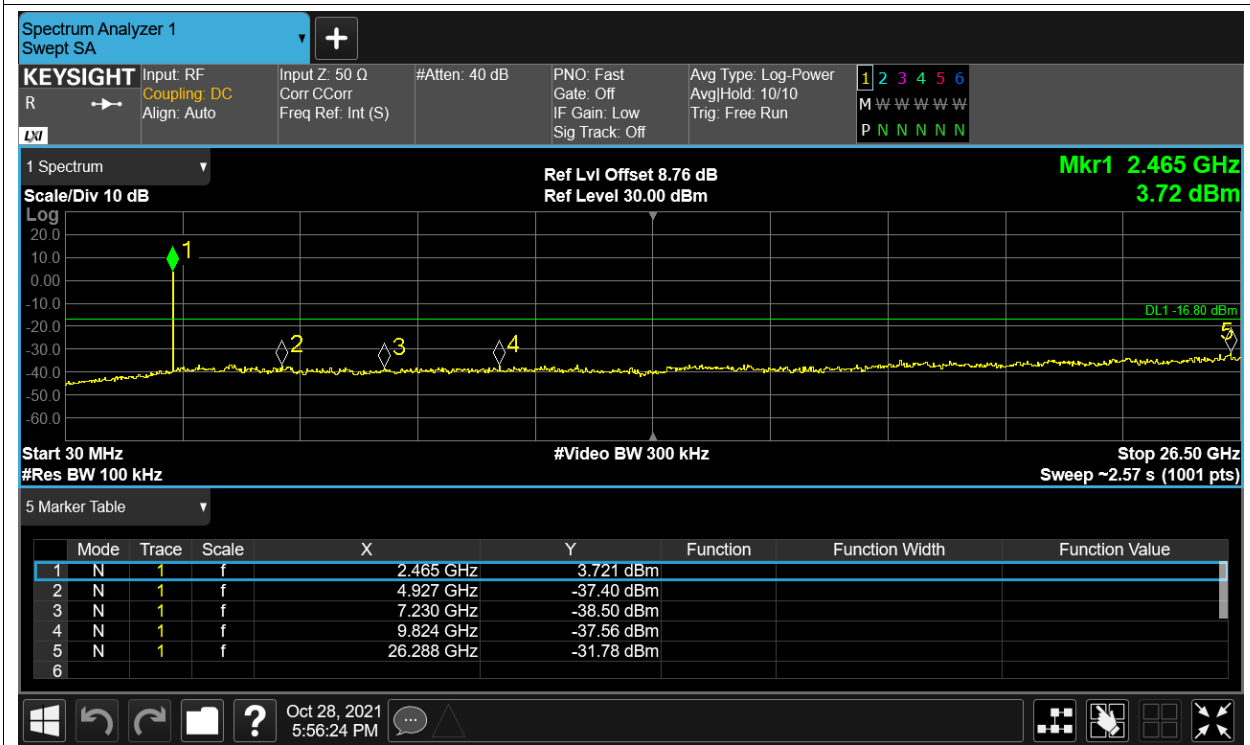 Spectrum Analyzer 1
Swept SA
+
KEYSIGHT Input: RF Input Z: 50 Ω #Atten: 40 dB PNO: Fast Avg Type: Log-Power 1 2 3 4 5 6
R Coupling: DC Corr CCorr Gate: Off Avg|Hold: 10/10 M W W W W W
Align: Auto Freq Ref: Int (S) IF Gain: Low Trig: Free Run
LXI Sig Track: Off P N N N N N
1 Spectrum Ref Lvl Offset 8.76 dB Mkr1 2.465 GHz
Scale/Div 10 dB Ref Level 30.00 dBm 3.72 dBm
Log
20.0
10.0 1
0.00
-10.0 DL1 -16.80 dBm
-20.0
-30.0 2 3 4 5
-40.0
-50.0
-60.0
Start 30 MHz #Video BW 300 kHz Stop 26.50 GHz
#Res BW 100 kHz Sweep ~2.57 s (1001 pts)
5 Marker Table
Mode Trace Scale X Y Function Function Width Function Value
1 N 1 f 2.465 GHz 3.721 dBm
2 N 1 f 4.927 GHz -37.40 dBm
3 N 1 f 7.230 GHz -38.50 dBm
4 N 1 f 9.824 GHz -37.56 dBm
5 N 1 f 26.288 GHz -31.78 dBm
6
? Oct 28, 2021
5:56:24 PM